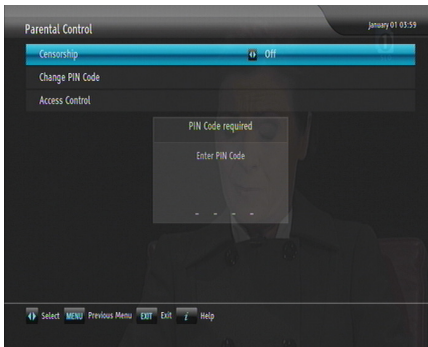 Parental Control
January 01 03:59
Censorship Off
Change PIN Code
Access Control
PIN Code required
Enter PIN Code
- - - -
Select MENU Previous Menu EXIT Exit i Help